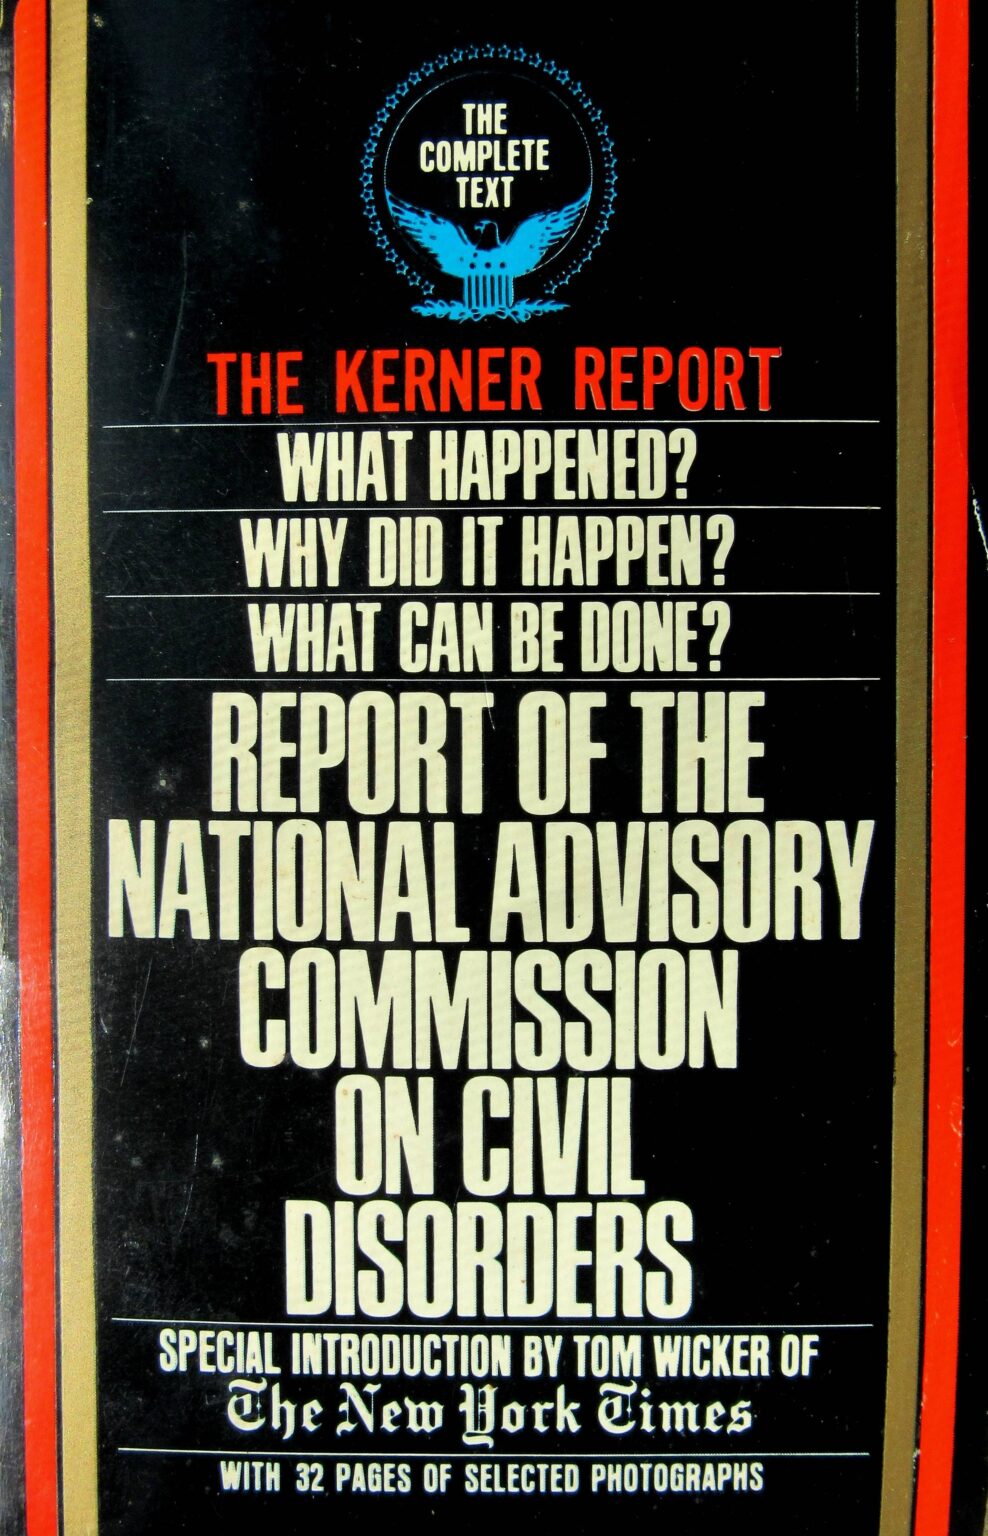 THE
COMPLETE
TEXT
THE KERNER REPORT
WHAT HAPPENED?
WHY DID IT HAPPEN?
WHAT CAN BE DONE?
REPORT OF THE
NATIONAL ADVISORY
COMMISSION
ON CIVIL
DISORDERS
SPECIAL INTRODUCTION BY TOM WICKER OF
The New York Times
WITH 32 PAGES OF SELECTED PHOTOGRAPHS